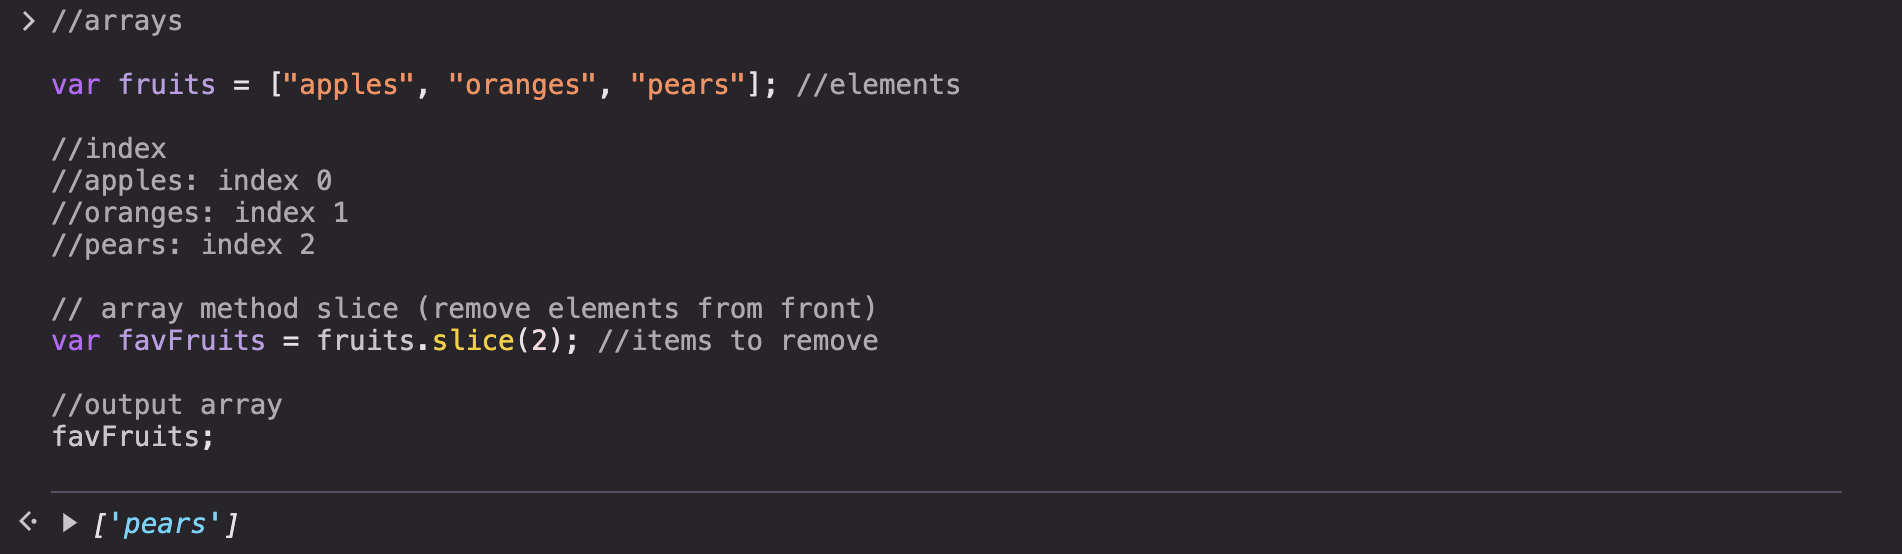 //arrays
var fruits = ["apples", "oranges", "pears"]; //elements
//index
//apples: index 0
//oranges: index 1
//pears: index 2
// array method slice (remove elements from front)
var favFruits = fruits.slice(2); //items to remove
//output array
favFruits;
['pears']